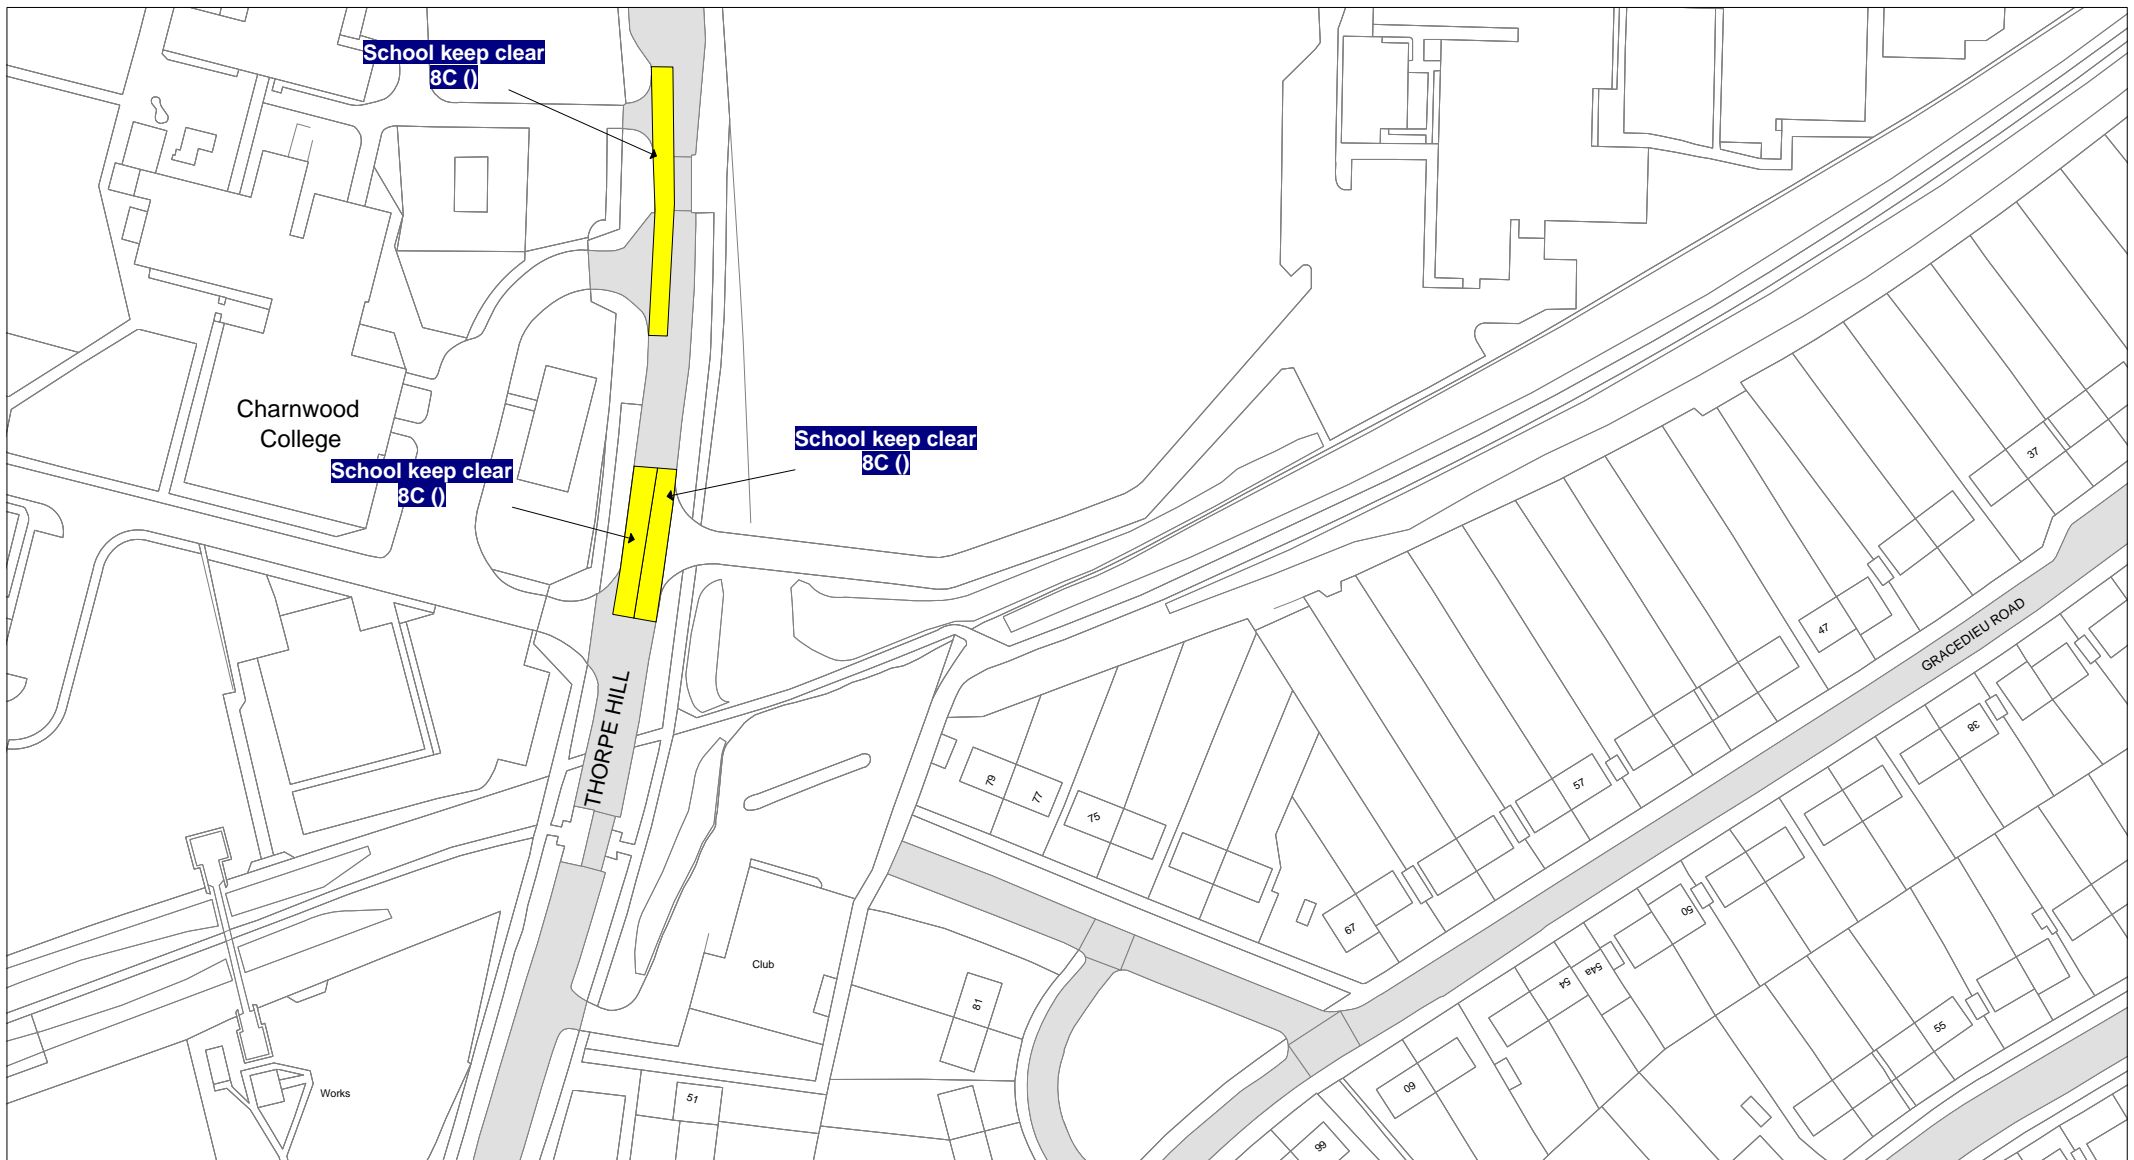 School keep clear
8C ()
Charnwood
College
School keep clear
8C ()
School keep clear
8C ()
37
47
GRACEDIEU ROAD
38
THORPE HILL
79
77
75
57
67
50
54a
54
Club
81
55
60
Works
51
66